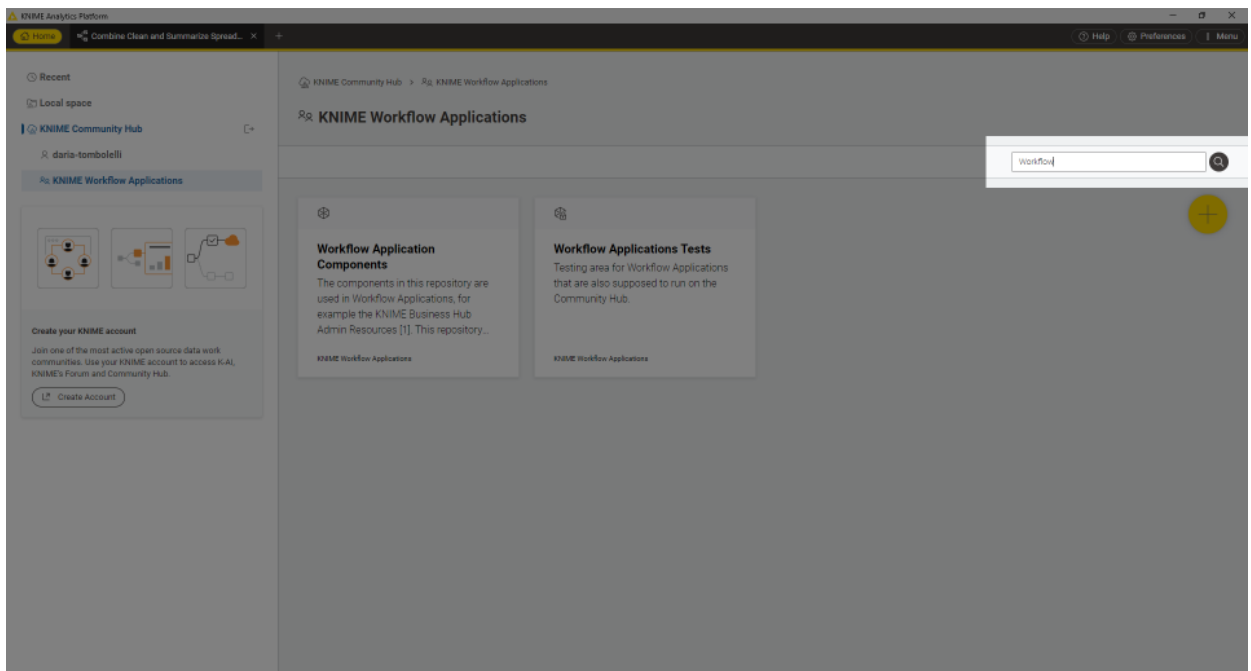 KNIME Analytics Platform
Home
Combine Clean and Summarize Spread...
Help
Preferences
Menu
Recent
Local space
KNIME Community Hub
daria-tombolelli
KNIME Workflow Applications
Create your KNIME account
Join one of the most active open source data work
communities. Use your KNIME account to access K-AI,
KNIME's Forum and Community Hub.
Create Account
KNIME Community Hub > KNIME Workflow Applications
KNIME Workflow Applications
Workflow
Workflow Application
Components
The components in this repository are
used in Workflow Applications, for
example the KNIME Business Hub
Admin Resources [1]. This repository...
KNIME Workflow Applications
Workflow Applications Tests
Testing area for Workflow Applications
that are also supposed to run on the
Community Hub.
KNIME Workflow Applications